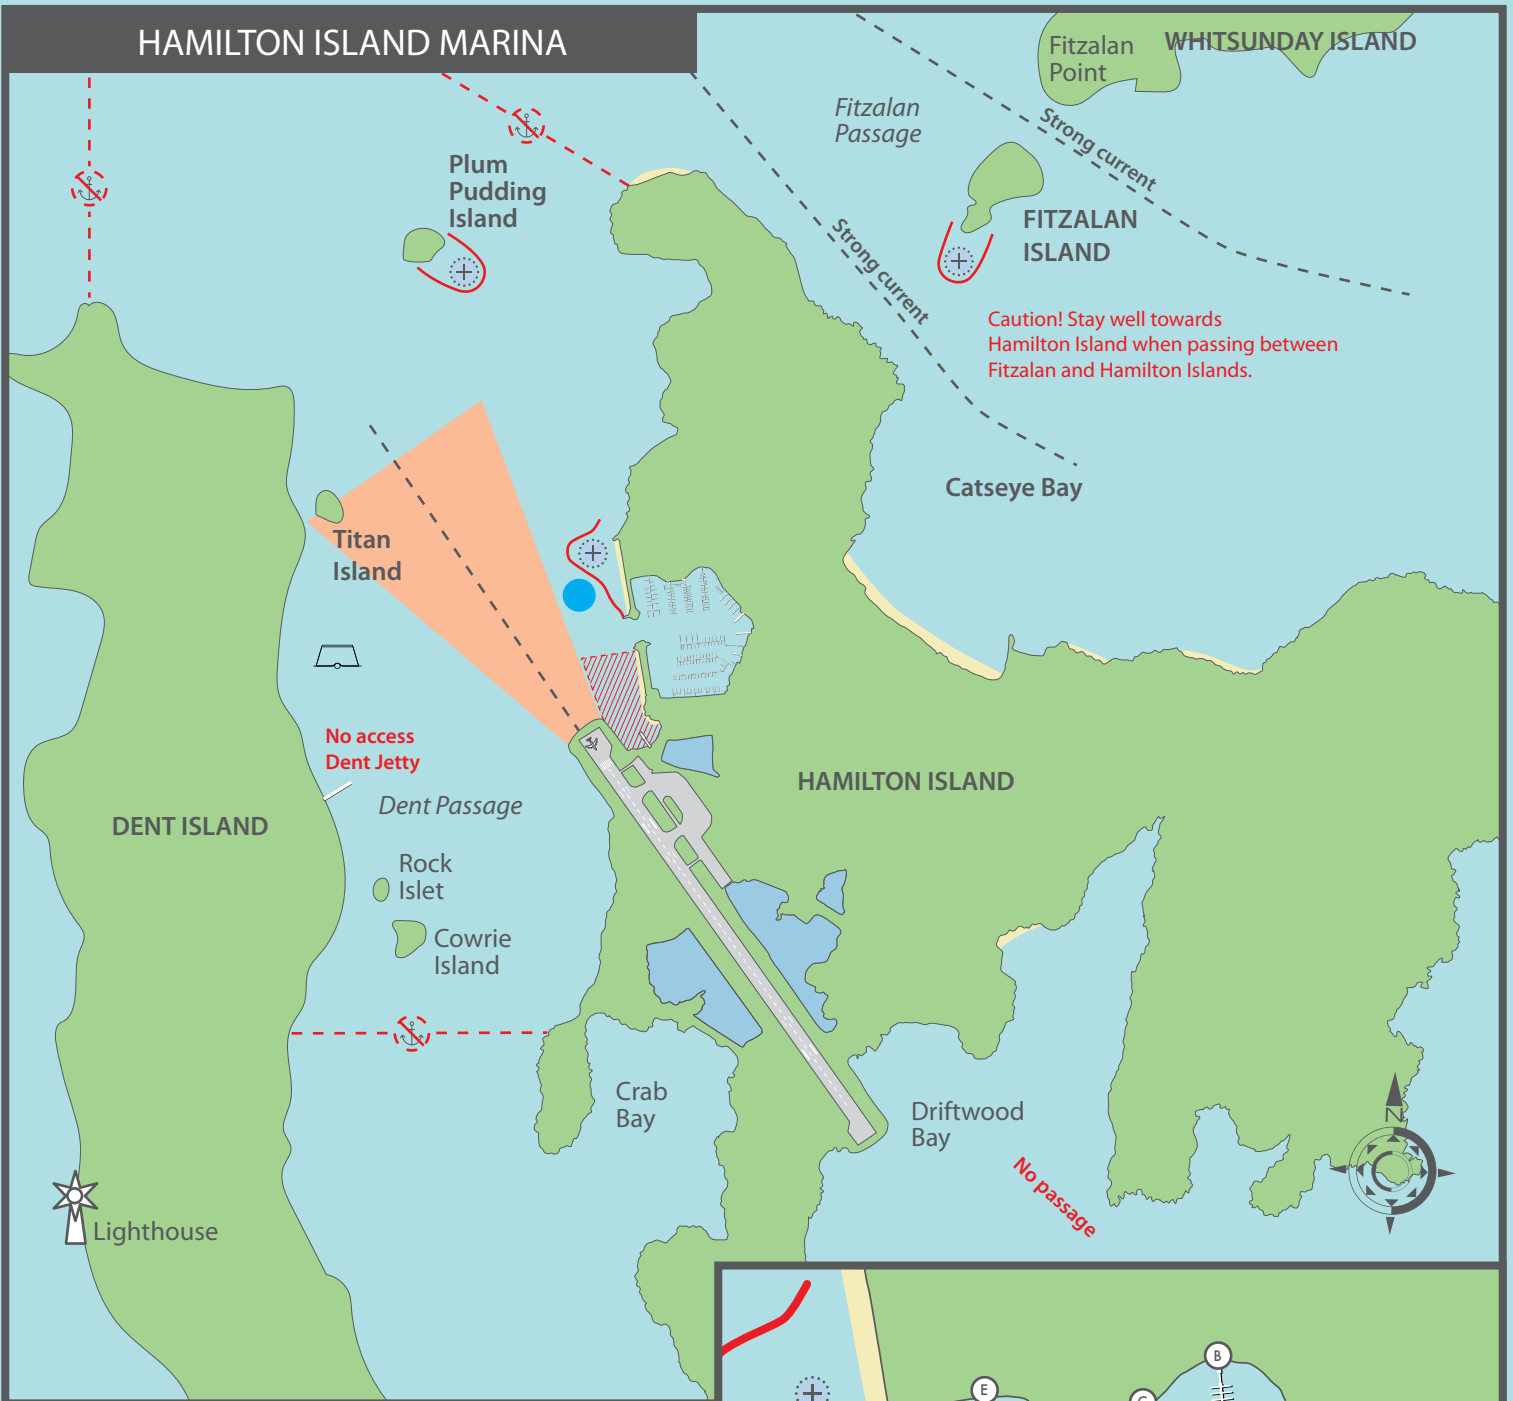 HAMILTON ISLAND MARINA
Fitzalan
Point
WHITSUNDAY ISLAND
Fitzalan
Passage
Strong current
Plum
Pudding
Island
FITZALAN
ISLAND
Strong current
Caution! Stay well towards
Hamilton Island when passing between
Fitzalan and Hamilton Islands.
Catseye Bay
Titan
Island
No access
Dent Jetty
HAMILTON ISLAND
Dent Passage
DENT ISLAND
Rock
Islet
Cowrie
Island
Crab
Bay
Driftwood
Bay
N
No passage
Lighthouse
B
E